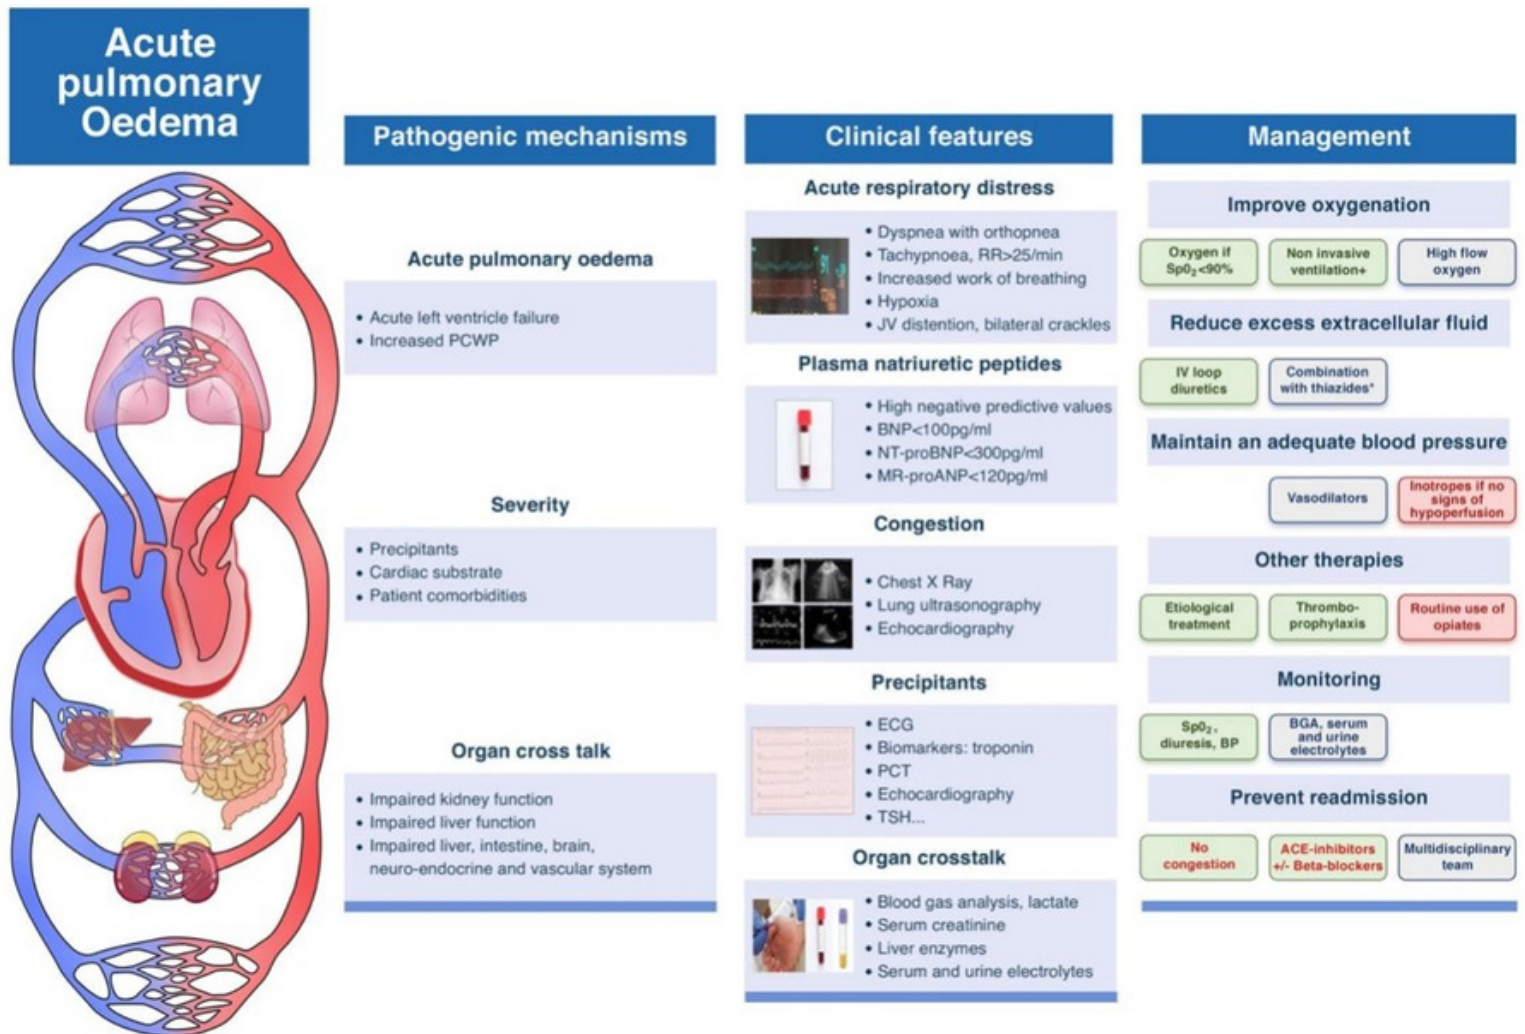 Acute
pulmonary
Oedema
Pathogenic mechanisms
Acute pulmonary oedema
• Acute left ventricle failure
• Increased PCWP
Severity
• Precipitants
• Cardiac substrate
• Patient comorbidities
Organ cross talk
• Impaired kidney function
• Impaired liver function
• Impaired liver, intestine, brain,
neuro-endocrine and vascular system
Clinical features
Acute respiratory distress
• Dyspnea with orthopnea
• Tachypnoea, RR>25/min
• Increased work of breathing
• Hypoxia
• JV distention, bilateral crackles
Plasma natriuretic peptides
• High negative predictive values
• BNP<100pg/ml
• NT-proBNP<300pg/ml
• MR-proANP<120pg/ml
Congestion
• Chest X Ray
• Lung ultrasonography
• Echocardiography
Precipitants
• ECG
• Biomarkers: troponin
• PCT
• Echocardiography
• TSH...
Organ crosstalk
• Blood gas analysis, lactate
• Serum creatinine
• Liver enzymes
• Serum and urine electrolytes
Management
Improve oxygenation
Oxygen if
Sp0₂<90%
Non invasive
ventilation+
High flow
oxygen
Reduce excess extracellular fluid
IV loop
diuretics
Combination
with thiazides*
Maintain an adequate blood pressure
Vasodilators
Inotropes if no
signs of
hypoperfusion
Other therapies
Etiological
treatment
Thrombo-
prophylaxis
Routine use of
opiates
Monitoring
Sp0₂,
diuresis, BP
BGA, serum
and urine
electrolytes
Prevent readmission
No
congestion
ACE-inhibitors
+/- Beta-blockers
Multidisciplinary
team